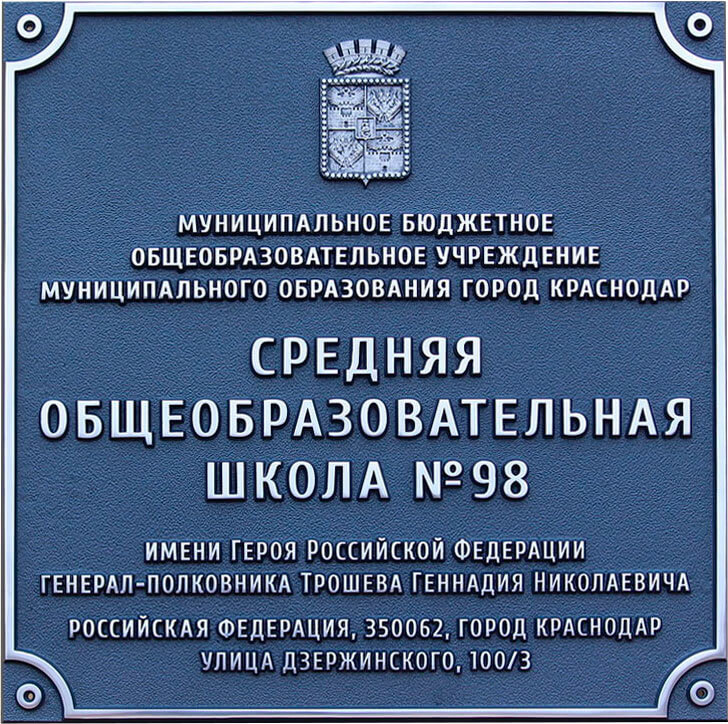 МУНИЦИПАЛЬНОЕ БЮДЖЕТНОЕ
ОБЩЕОБРАЗОВАТЕЛЬНОЕ УЧРЕЖДЕНИЕ
МУНИЦИПАЛЬНОГО ОБРАЗОВАНИЯ ГОРОД КРАСНОДАР
СРЕДНЯЯ
ОБЩЕОБРАЗОВАТЕЛЬНАЯ
ШКОЛА №98
ИМЕНИ ГЕРОЯ РОССИЙСКОЙ ФЕДЕРАЦИИ
ГЕНЕРАЛ-ПОЛКОВНИКА ТРОШЕВА ГЕННАДИЯ НИКОЛАЕВИЧА
РОССИЙСКАЯ ФЕДЕРАЦИЯ, 350062, ГОРОД КРАСНОДАР
УЛИЦА ДЗЕРЖИНСКОГО, 100/3